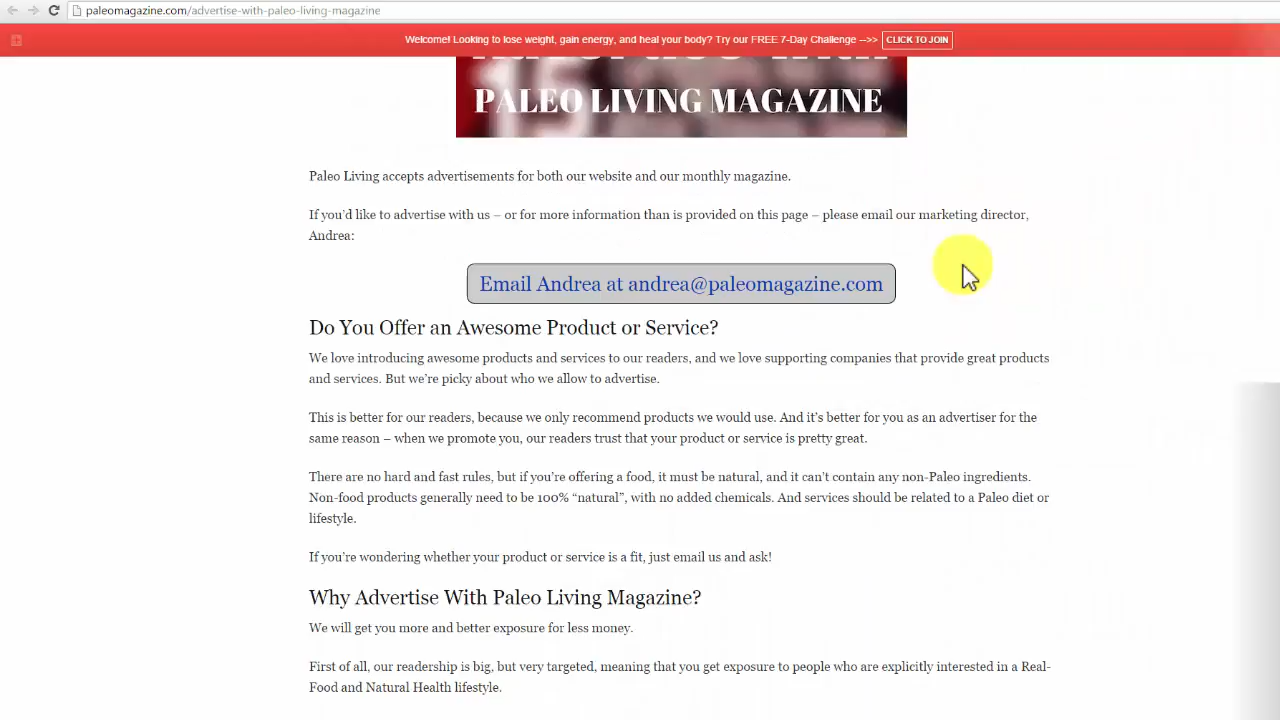 paleomagazine.com/advertise-with-paleo-living-magazine
Welcome! Looking to lose weight, gain energy, and heal your body? Try our FREE 7-Day Challenge -->> CLICK TO JOIN
PALEO LIVING MAGAZINE
Paleo Living accepts advertisements for both our website and our monthly magazine.
If you'd like to advertise with us – or for more information than is provided on this page – please email our marketing director,
Andrea:
Email Andrea at andrea@paleomagazine.com
Do You Offer an Awesome Product or Service?
We love introducing awesome products and services to our readers, and we love supporting companies that provide great products
and services. But we're picky about who we allow to advertise.
This is better for our readers, because we only recommend products we would use. And it's better for you as an advertiser for the
same reason – when we promote you, our readers trust that your product or service is pretty great.
There are no hard and fast rules, but if you're offering a food, it must be natural, and it can't contain any non-Paleo ingredients.
Non-food products generally need to be 100% “natural”, with no added chemicals. And services should be related to a Paleo diet or
lifestyle.
If you're wondering whether your product or service is a fit, just email us and ask!
Why Advertise With Paleo Living Magazine?
We will get you more and better exposure for less money.
First of all, our readership is big, but very targeted, meaning that you get exposure to people who are explicitly interested in a Real-
Food and Natural Health lifestyle.